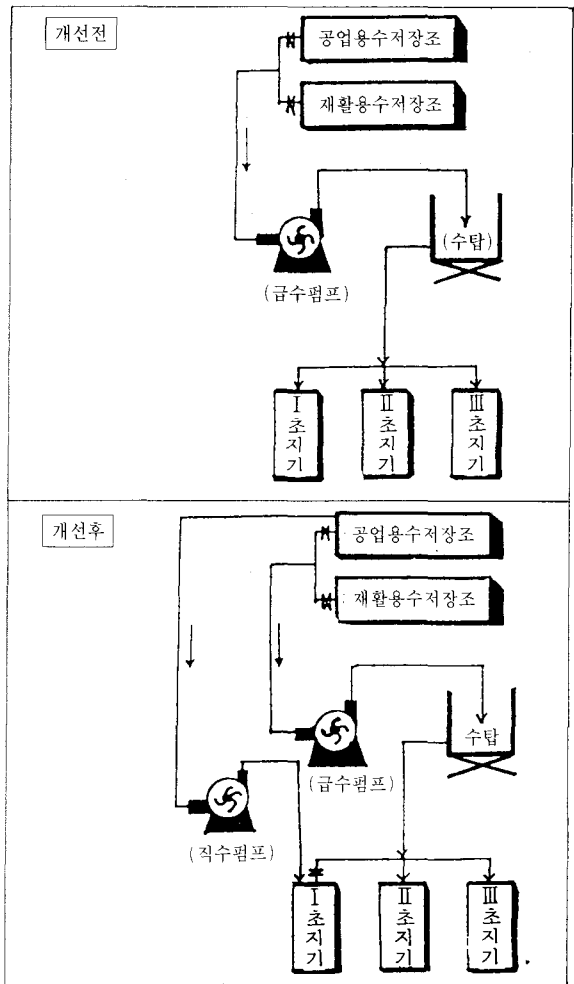 개선전
공업용수저장조
재활용수저장조
(수탑)
(급수펌프)
I 초지기
II 초지기
III 초지기
개선후
공업용수저장조
재활용수저장조
수탑
(급수펌프)
(직수펌프)
I 초지기
II 초지기
III 초지기